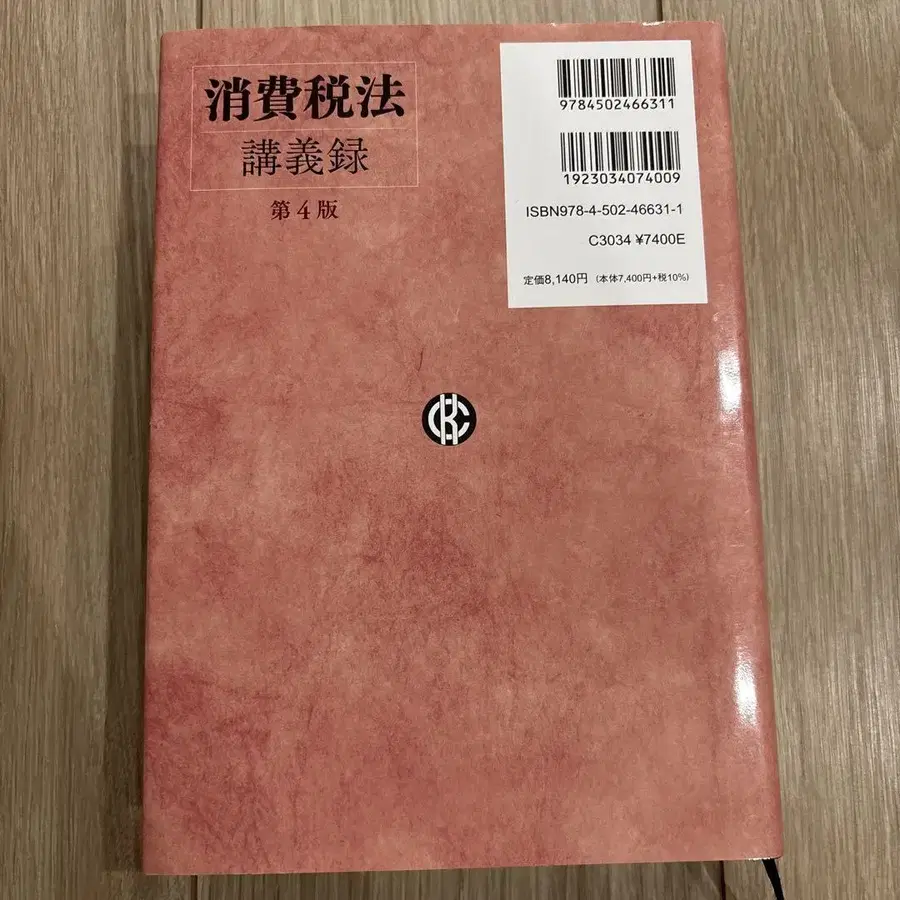 消費税法
講義録
第4版
9784502466311
1923034074009
ISBN978-4-502-46631-1
C3034 ¥7400E
定価8,140円 (本体7,400円+税10%)